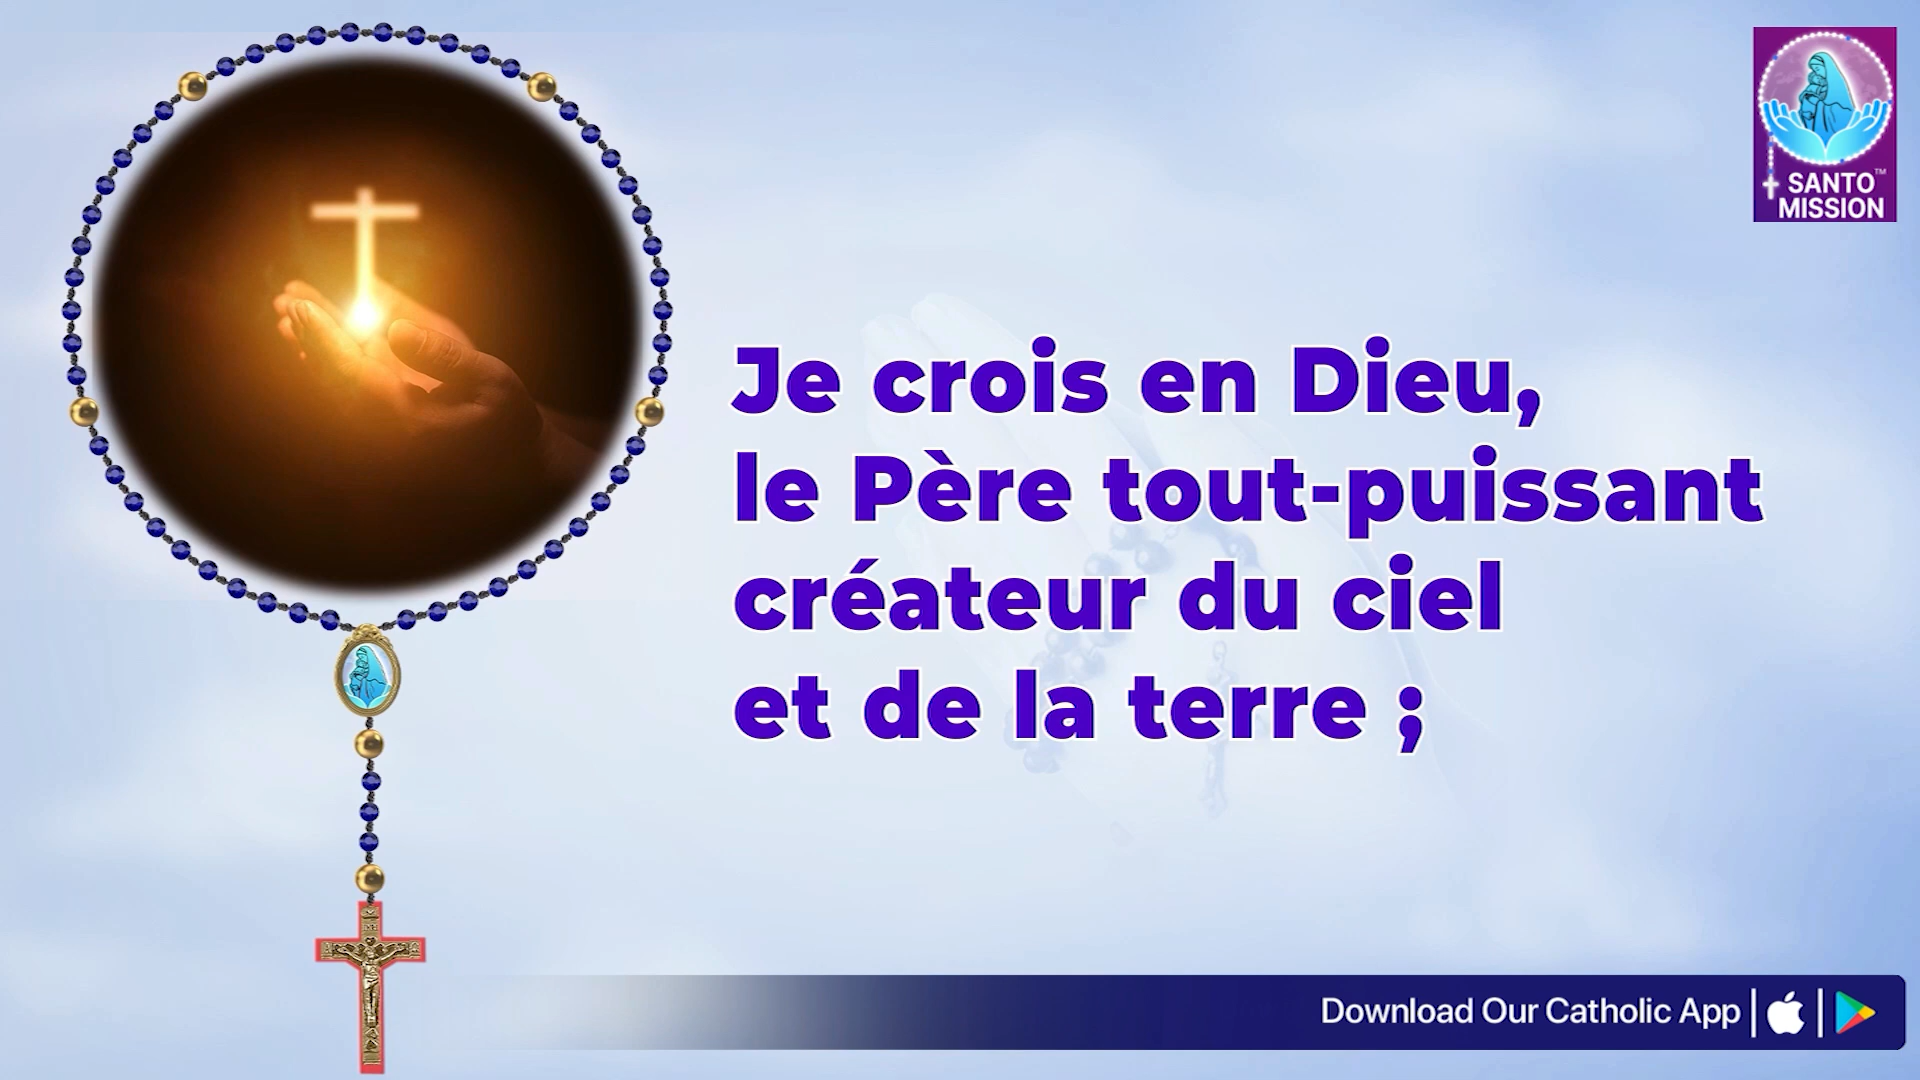 SANTO™
MISSION
Je crois en Dieu,
le Père tout-puissant
créateur du ciel
et de la terre ;
Download Our Catholic App